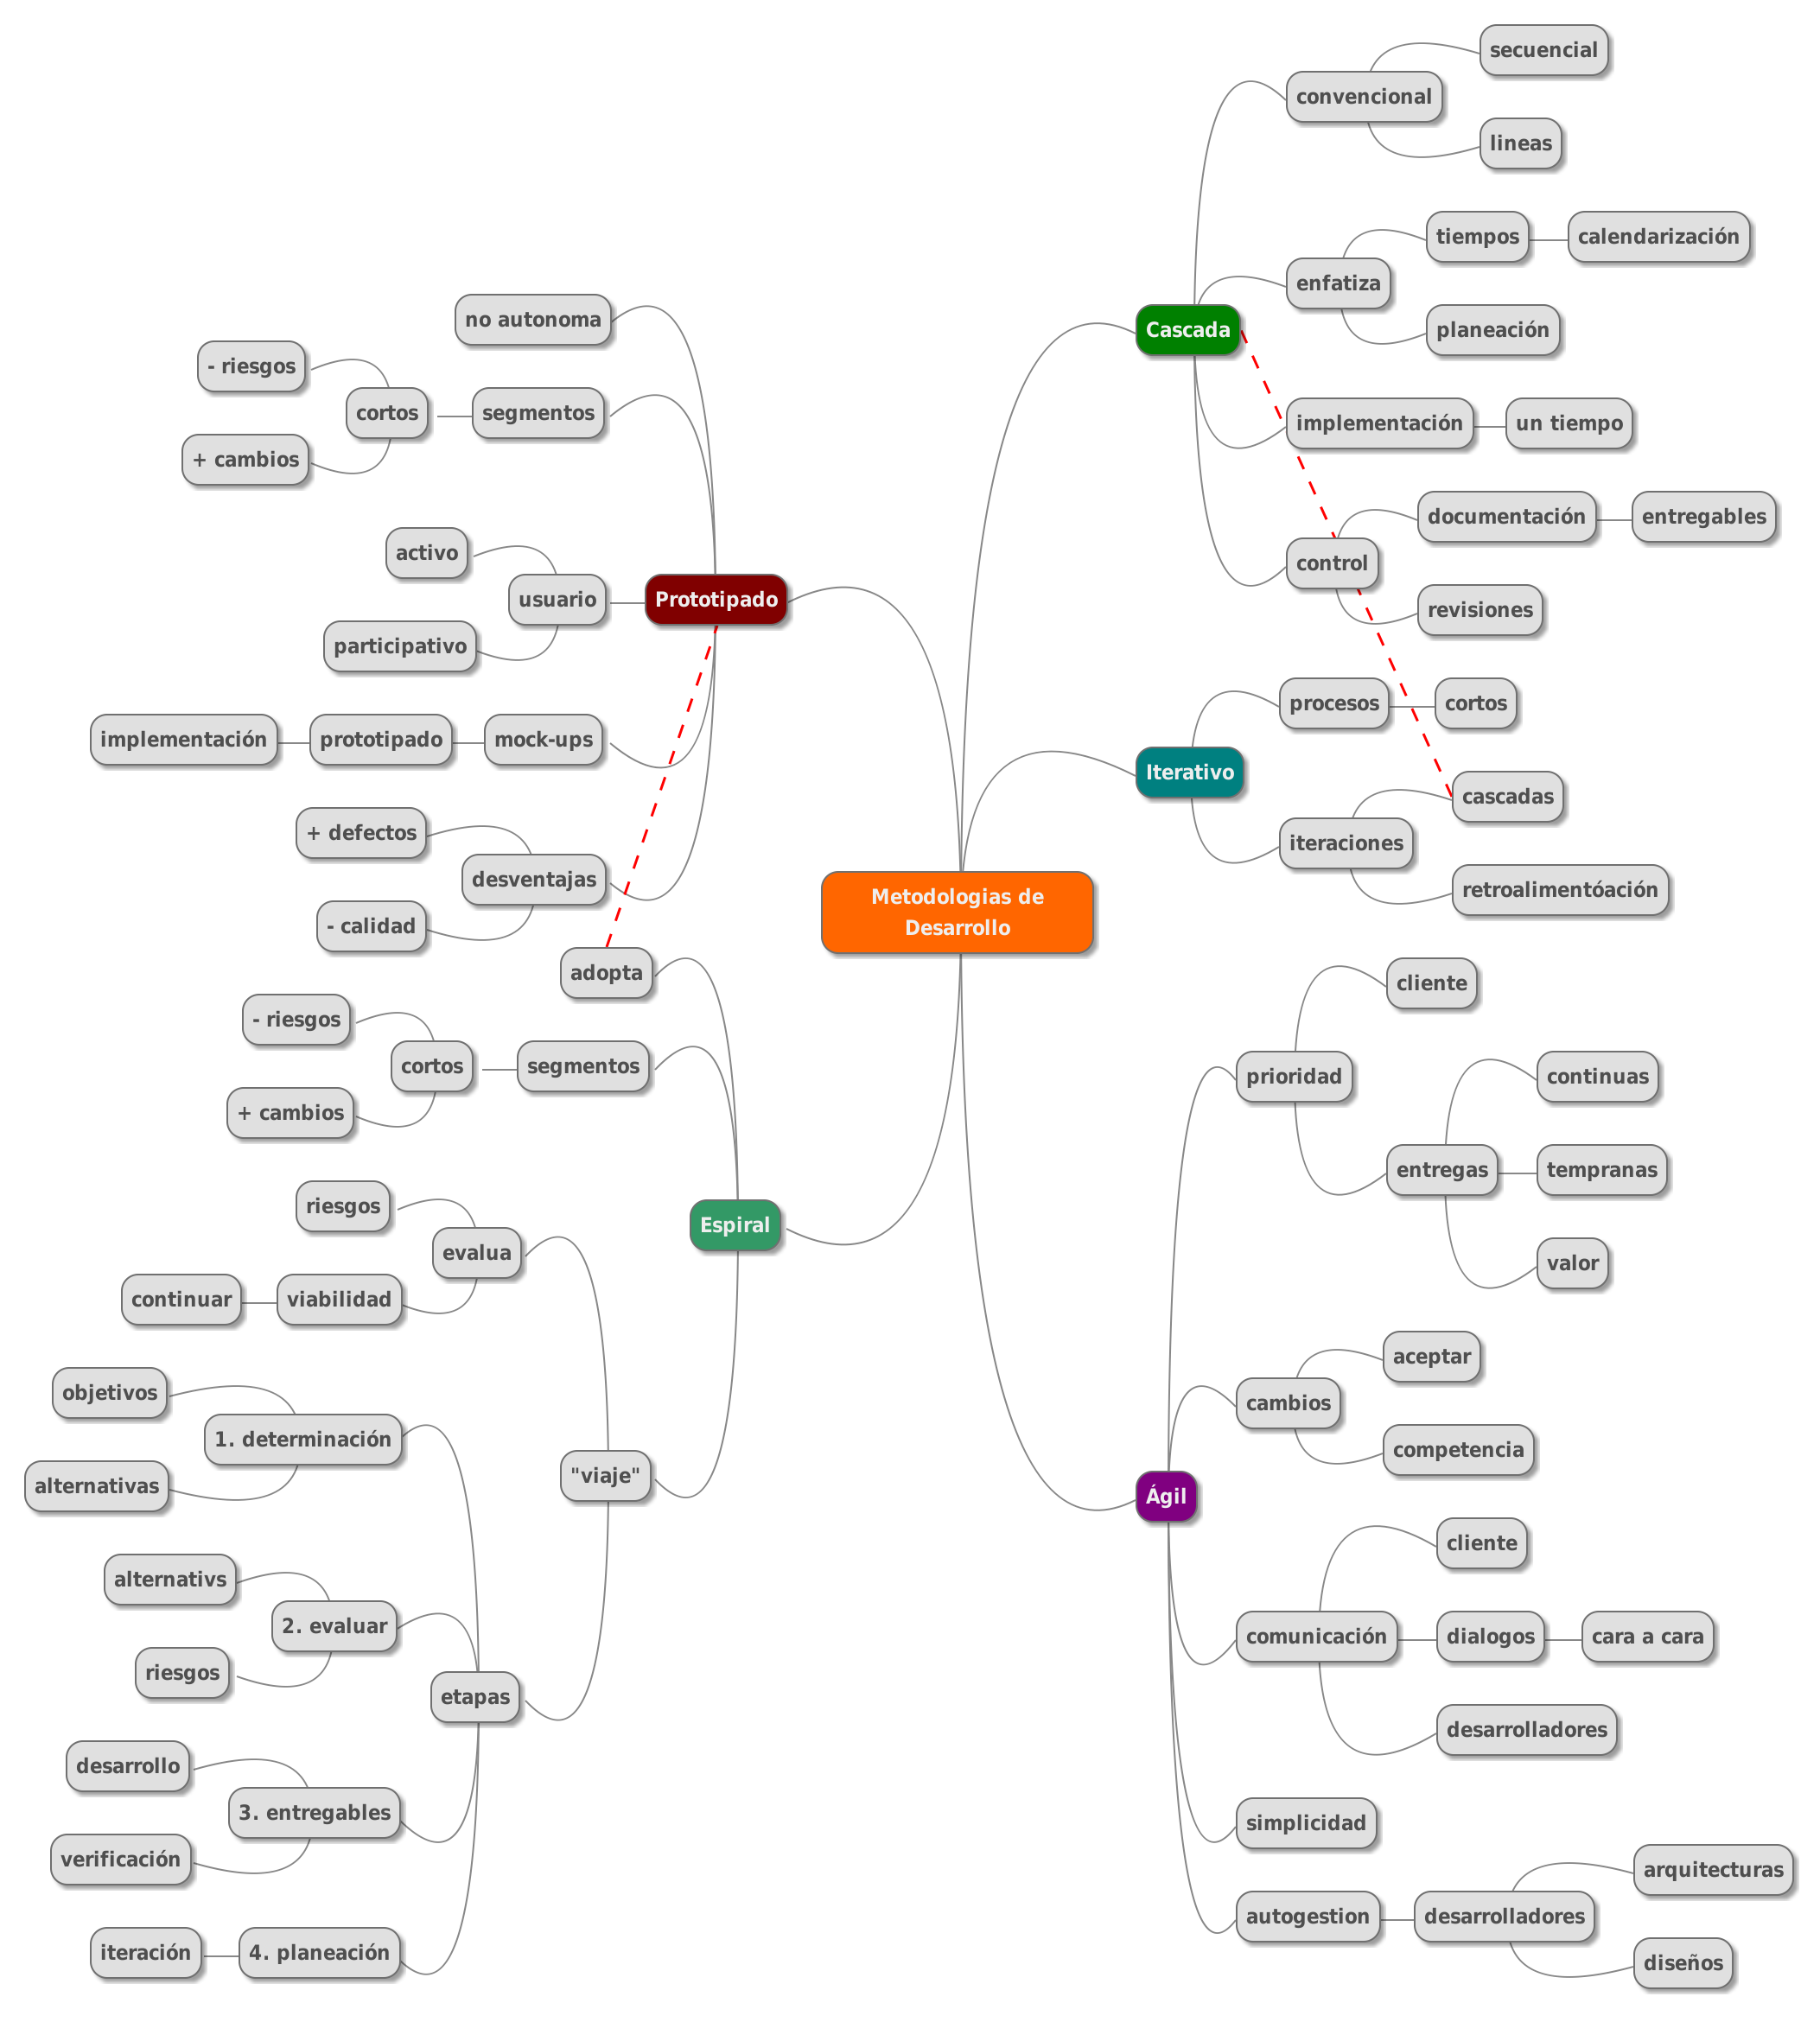 Metodologias de
Desarrollo
Cascada
convencional
secuencial
lineas
enfatiza
tiempos
calendarización
planeación
implementación
un tiempo
control
documentación
entregables
revisiones
Iterativo
procesos
cortos
iteraciones
cascadas
retroalimentóación
Ágil
prioridad
cliente
entregas
continuas
tempranas
valor
cambios
aceptar
competencia
comunicación
cliente
dialogos
cara a cara
desarrolladores
simplicidad
autogestion
desarrolladores
arquitecturas
diseños
Prototipado
no autonoma
segmentos
cortos
- riesgos
+ cambios
usuario
activo
participativo
mock-ups
prototipado
implementación
desventajas
+ defectos
- calidad
Espiral
adopta
segmentos
cortos
- riesgos
+ cambios
"viaje"
evalua
riesgos
viabilidad
continuar
etapas
1. determinación
objetivos
alternativas
2. evaluar
alternativs
riesgos
3. entregables
desarrollo
verificación
4. planeación
iteración